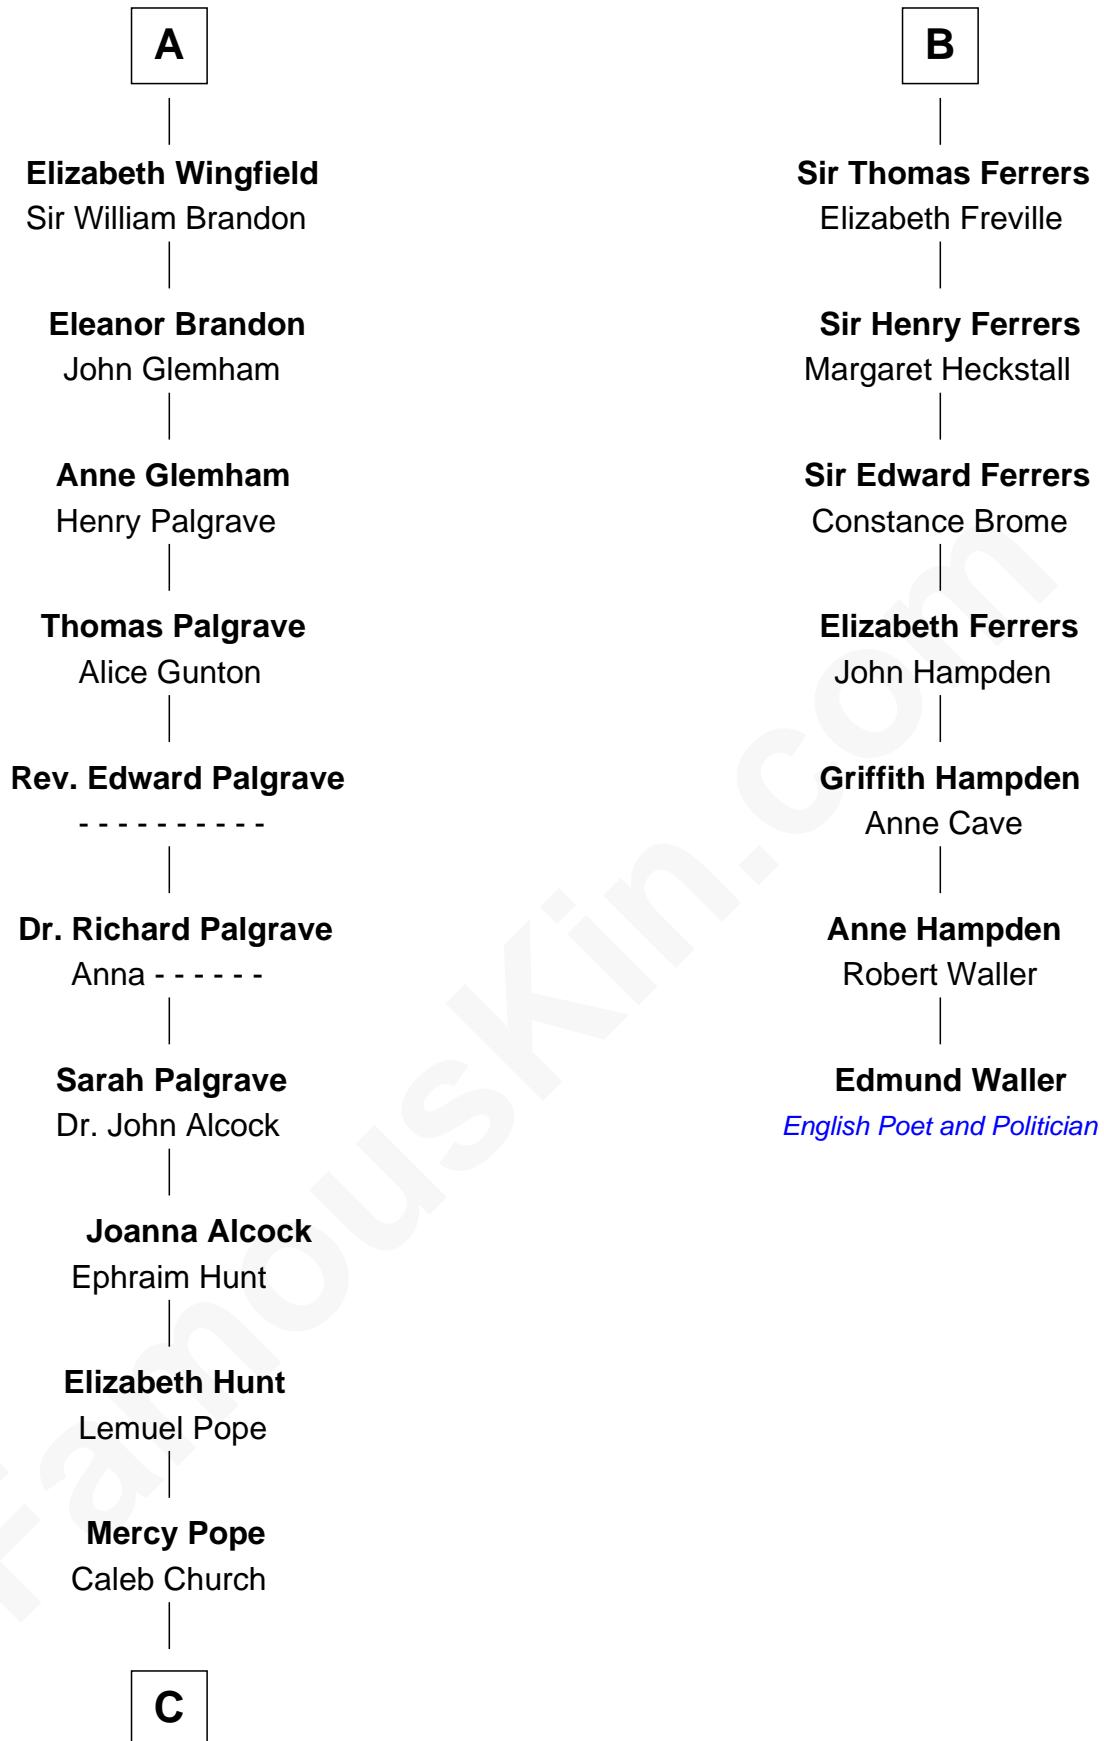 A
Elizabeth Wingfield
Sir William Brandon
Eleanor Brandon
John Glemham
Anne Glemham
Henry Palgrave
Thomas Palgrave
Alice Gunton
Rev. Edward Palgrave
- - - - - - - - - -
Dr. Richard Palgrave
Anna - - - - - -
Sarah Palgrave
Dr. John Alcock
Joanna Alcock
Ephraim Hunt
Elizabeth Hunt
Lemuel Pope
Mercy Pope
Caleb Church
C
B
Sir Thomas Ferrers
Elizabeth Freville
Sir Henry Ferrers
Margaret Heckstall
Sir Edward Ferrers
Constance Brome
Elizabeth Ferrers
John Hampden
Griffith Hampden
Anne Cave
Anne Hampden
Robert Waller
Edmund Waller
English Poet and Politician
FamousKin.com